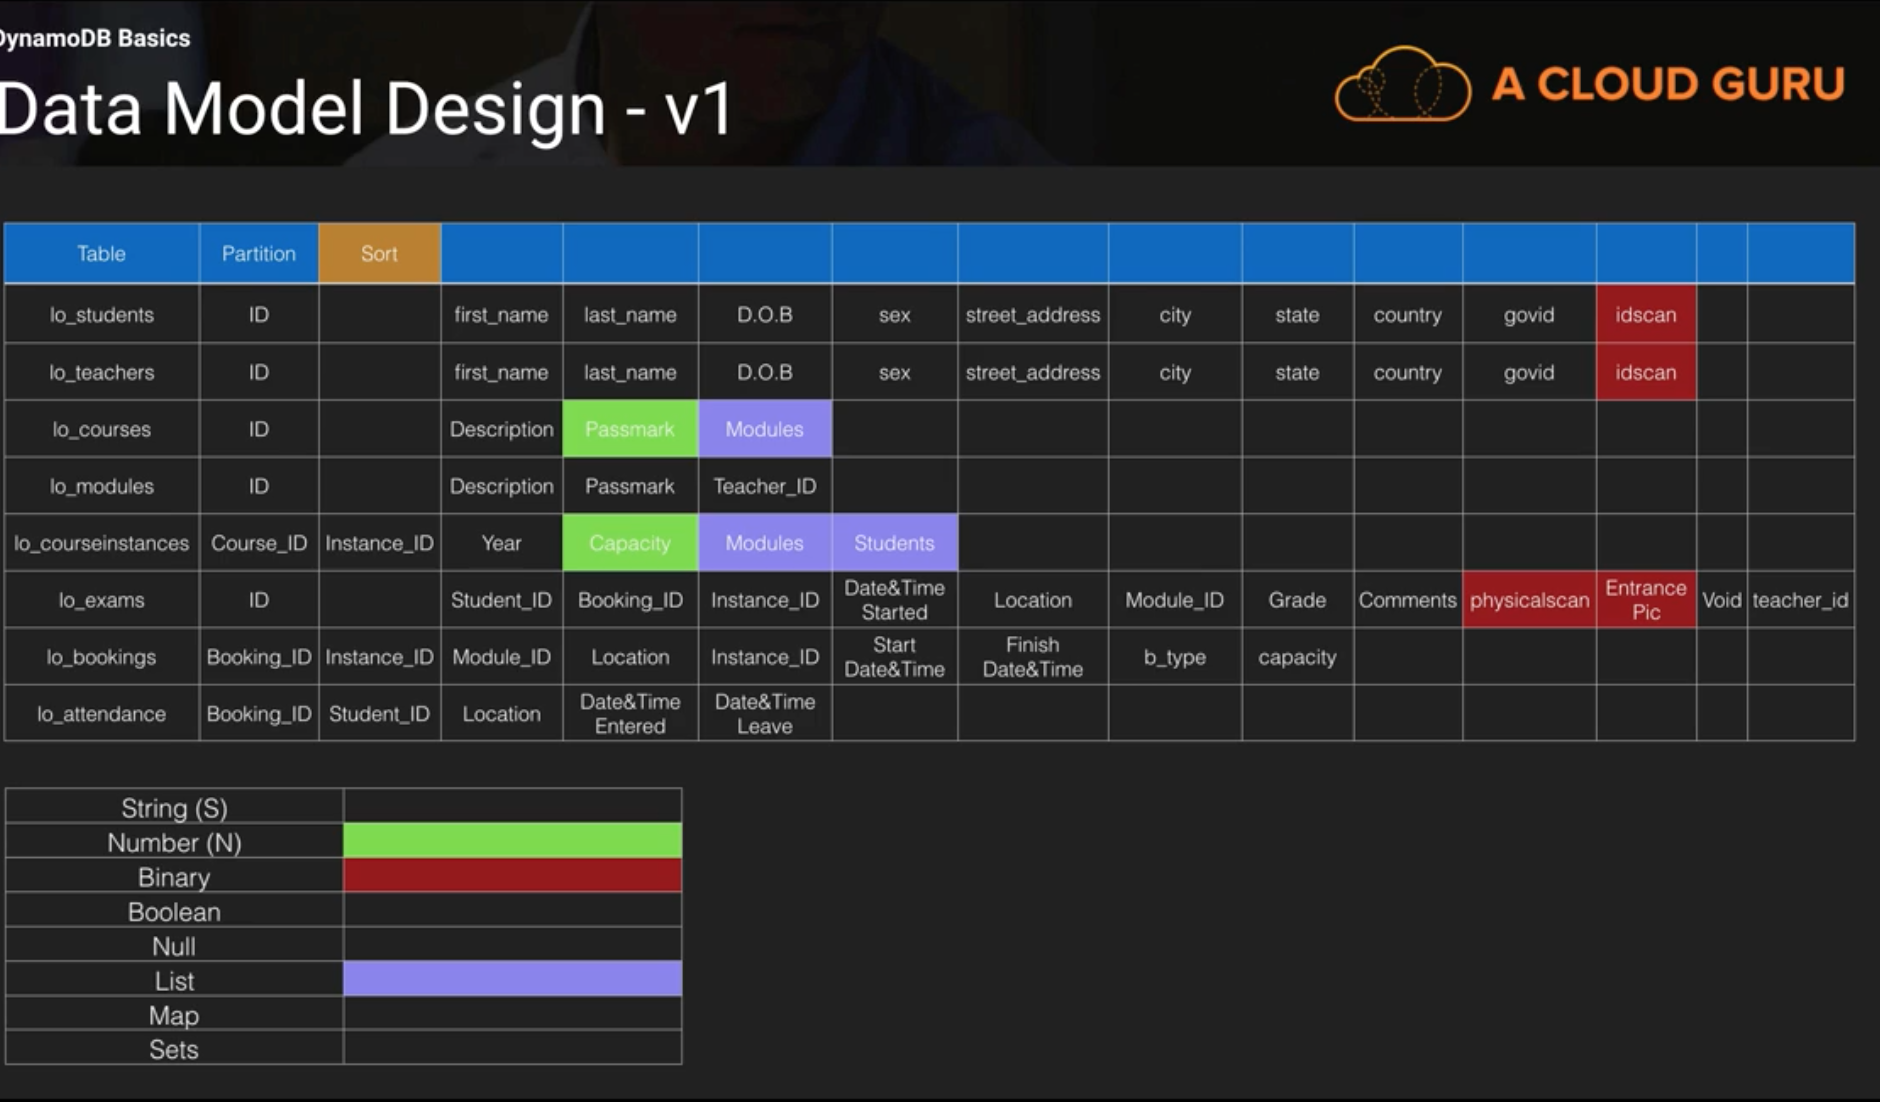 DynamoDB Basics
Data Model Design - v1
A CLOUD GURU
Table Partition Sort
lo_students ID first_name last_name D.O.B sex street_address city state country govid idscan
lo_teachers ID first_name last_name D.O.B sex street_address city state country govid idscan
lo_courses ID Description Passmark Modules
lo_modules ID Description Passmark Teacher_ID
lo_courseinstances Course_ID Instance_ID Year Capacity Modules Students
lo_exams ID Student_ID Booking_ID Instance_ID Date&Time Started Location Module_ID Grade Comments physicalscan Entrance Pic Void teacher_id
lo_bookings Booking_ID Instance_ID Module_ID Location Instance_ID Start Date&Time Finish Date&Time b_type capacity
lo_attendance Booking_ID Student_ID Location Date&Time Entered Date&Time Leave
String (S)
Number (N)
Binary
Boolean
Null
List
Map
Sets